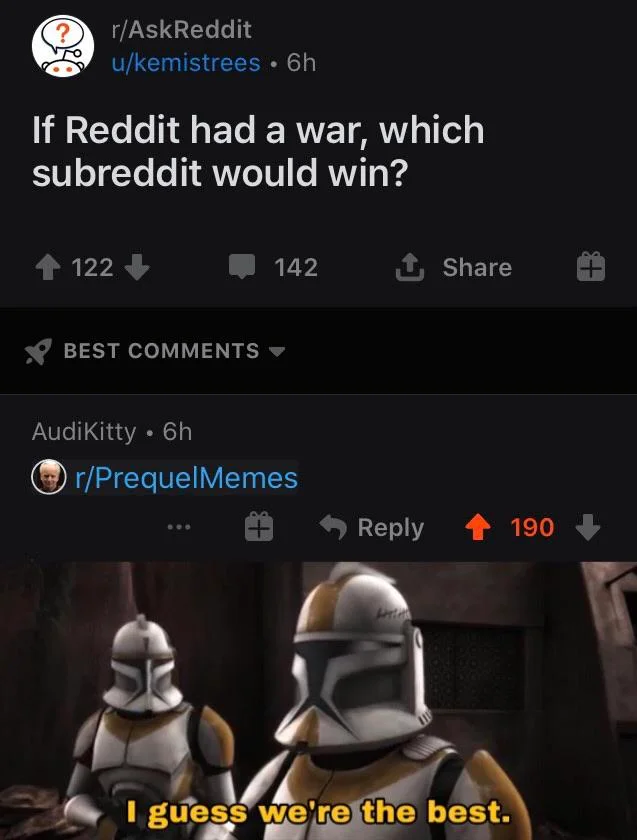 r/AskReddit
u/kemistrees • 6h
If Reddit had a war, which
subreddit would win?
122
142
Share
BEST COMMENTS
AudiKitty • 6h
r/PrequelMemes
... Reply 190
I guess we're the best.